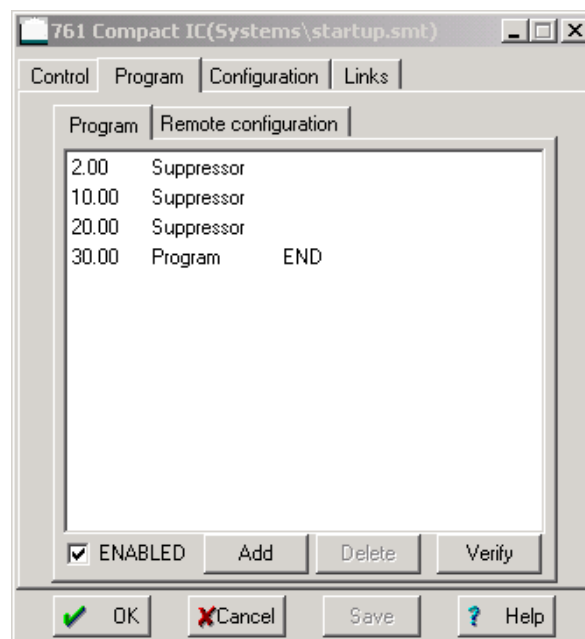 761 Compact IC(Systems\startup.smt)
Control Program Configuration Links
Program Remote configuration
2.00 Suppressor
10.00 Suppressor
20.00 Suppressor
30.00 Program END
ENABLED Add Delete Verify
OK Cancel Save ? Help